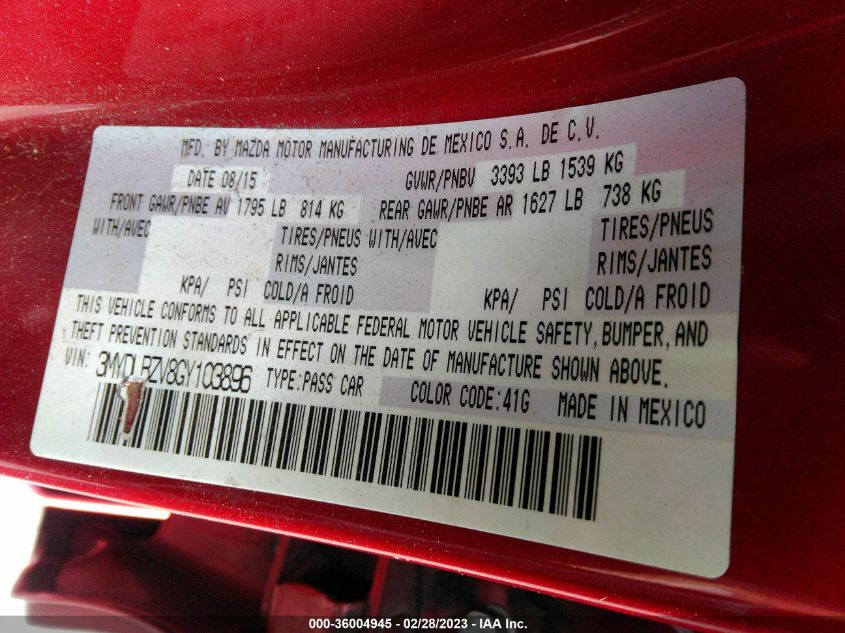 MFD. BY MAZDA MOTOR MANUFACTURING DE MEXICO S.A. DE C.V.
DATE 08/15 GVWR/PNBV 3393 LB 1539 KG
FRONT GAWR/PNBE AV 1795 LB 814 KG REAR GAWR/PNBE AR 1627 LB 738 KG
WITH/AVEC TIRES/PNEUS WITH/AVEC TIRES/PNEUS
RIMS/JANTES RIMS/JANTES
KPA/ PSI COLD/A FROID KPA/ PSI COLD/A FROID
THIS VEHICLE CONFORMS TO ALL APPLICABLE FEDERAL MOTOR VEHICLE SAFETY, BUMPER, AND
THEFT PREVENTION STANDARDS IN EFFECT ON THE DATE OF MANUFACTURE SHOWN ABOVE.
VIN: 3MYDLBZV8GY103896 TYPE:PASS CAR COLOR CODE:41G MADE IN MEXICO
000-36004945 - 02/28/2023 - IAA Inc.